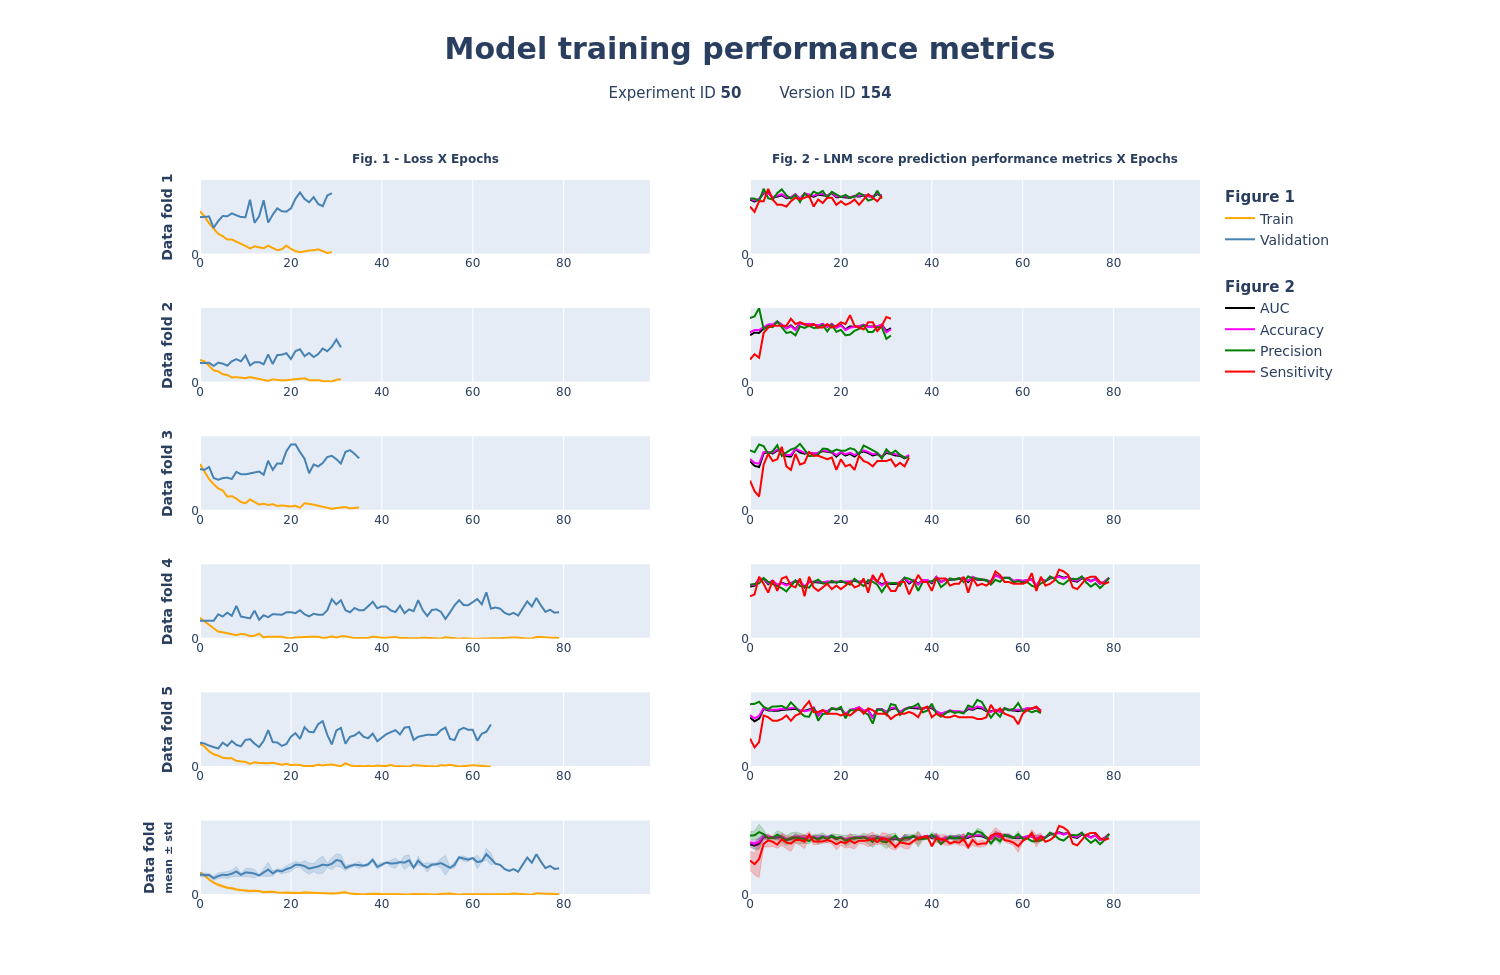 Model training performance metrics
Experiment ID 50 Version ID 154
Fig. 1 - Loss X Epochs
Fig. 2 - LNM score prediction performance metrics X Epochs
Data fold 1
0
0 20 40 60 80
0
0 20 40 60 80
Data fold 2
0
0 20 40 60 80
0
0 20 40 60 80
Data fold 3
0
0 20 40 60 80
0
0 20 40 60 80
Data fold 4
0
0 20 40 60 80
0
0 20 40 60 80
Data fold 5
0
0 20 40 60 80
0
0 20 40 60 80
Data fold
mean ± std
0
0 20 40 60 80
0
0 20 40 60 80
Figure 1
Train
Validation
Figure 2
AUC
Accuracy
Precision
Sensitivity